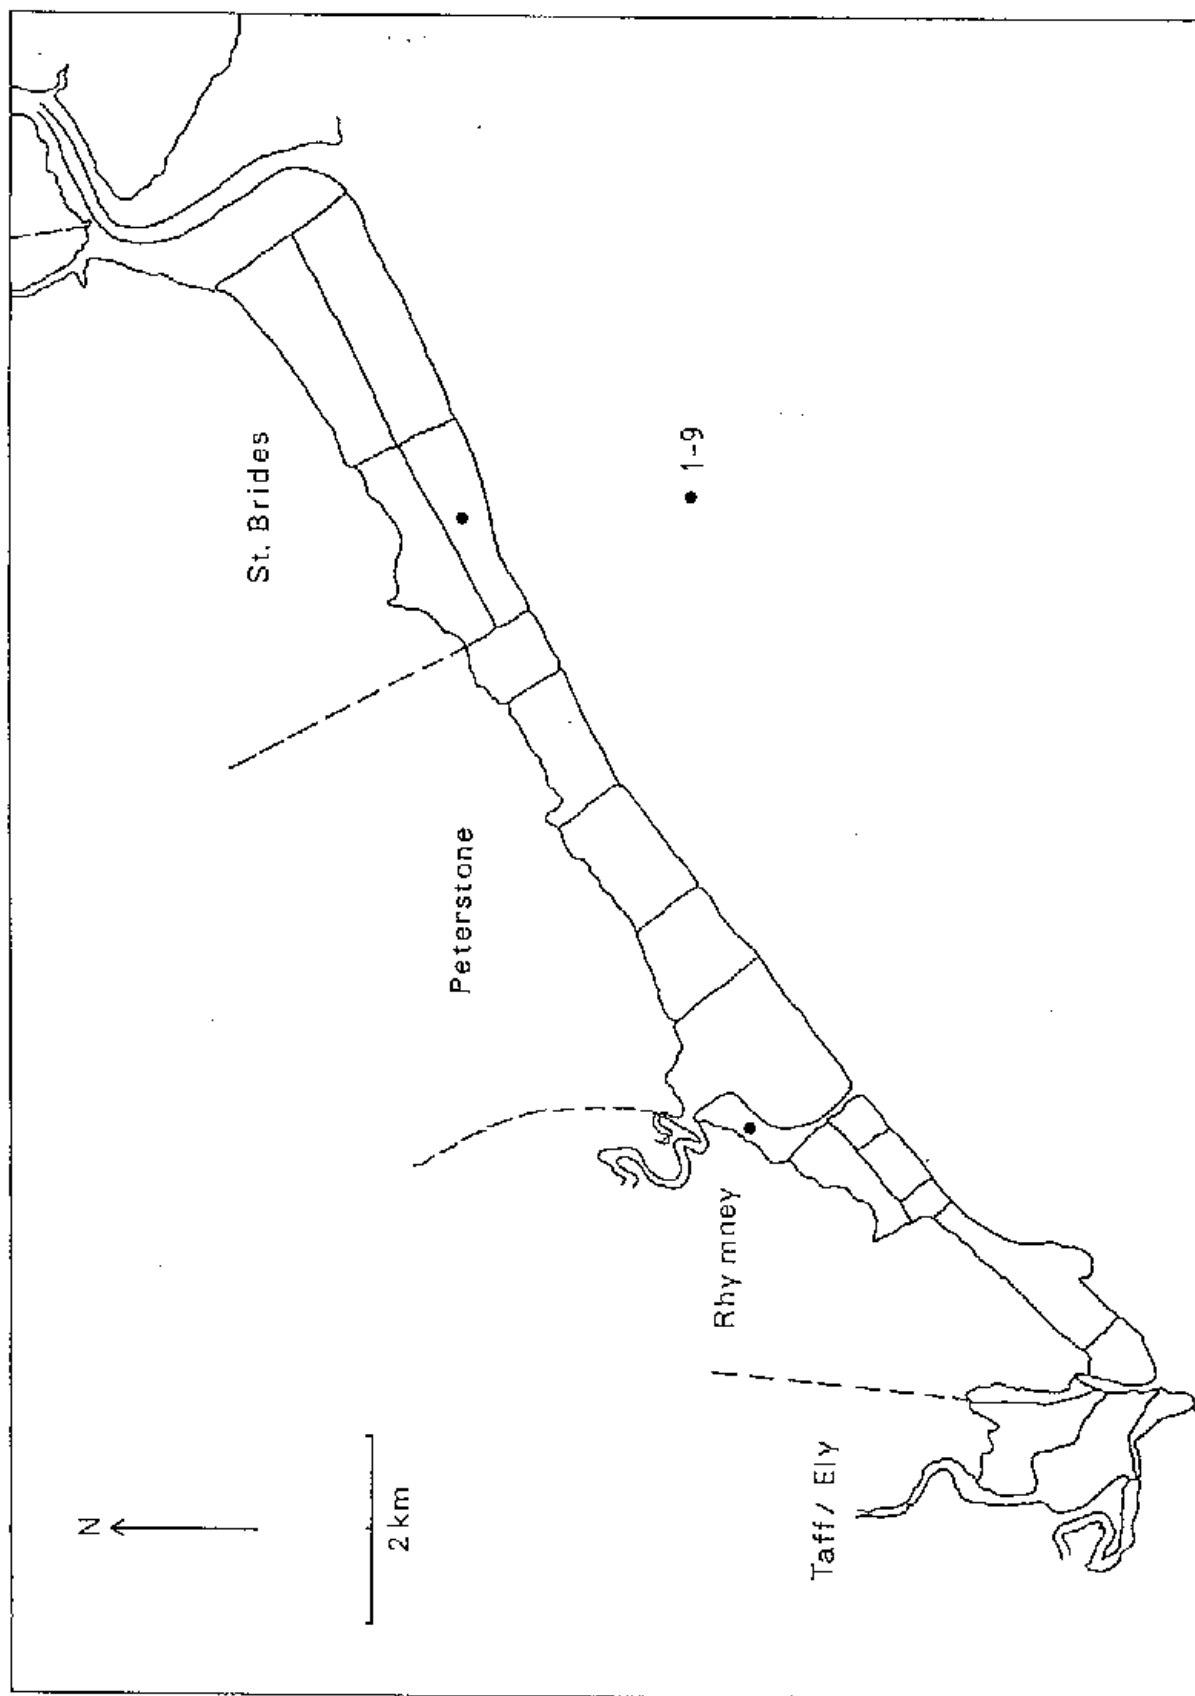 St. Brides
• 1-9
Peterstone
Rhymney
Taff / Ely
N
2 km